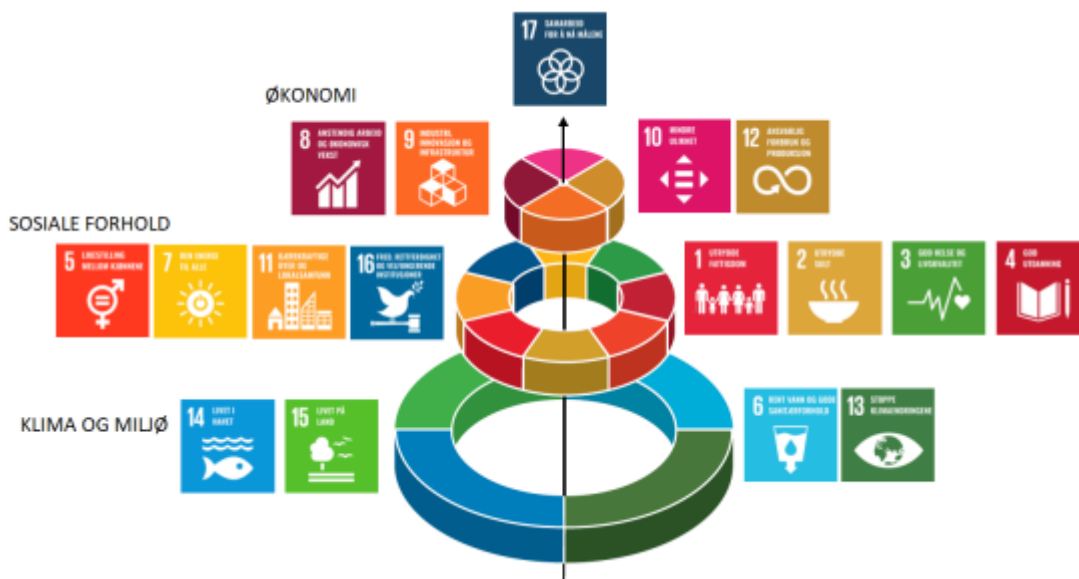 17 SAMARBEID
FOR Å NÅ MÅLENE
ØKONOMI
8 ANSTENDIG ARBEID
OG ØKONOMISK
VEKST
9 INDUSTRI,
INNOVASJON OG
INFRASTRUKTUR
10 MINDRE
ULIKHET
12 ANSVARLIG
FORBRUK OG
PRODUKSJON
SOSIALE FORHOLD
5 LIKESTILLING
MELLOM KJØNNENE
7 REN ENERGI
TIL ALLE
11 BÆREKRAFTIGE
BYER OG
LOKALSAMFUNN
16 FRED, RETTFERDIGHET
OG VELFUNGERENDE
INSTITUSJONER
1 UTRYDDE
FATTIGDOM
2 UTRYDDE
SULT
3 GOD HELSE OG
LIVSKVALITET
4 GOD
UTDANNING
KLIMA OG MILJØ
14 LIVET I
HAVET
15 LIVET PÅ
LAND
6 RENT VANN OG GODE
SANITÆRFORHOLD
13 STOPPE
KLIMAENDRINGENE